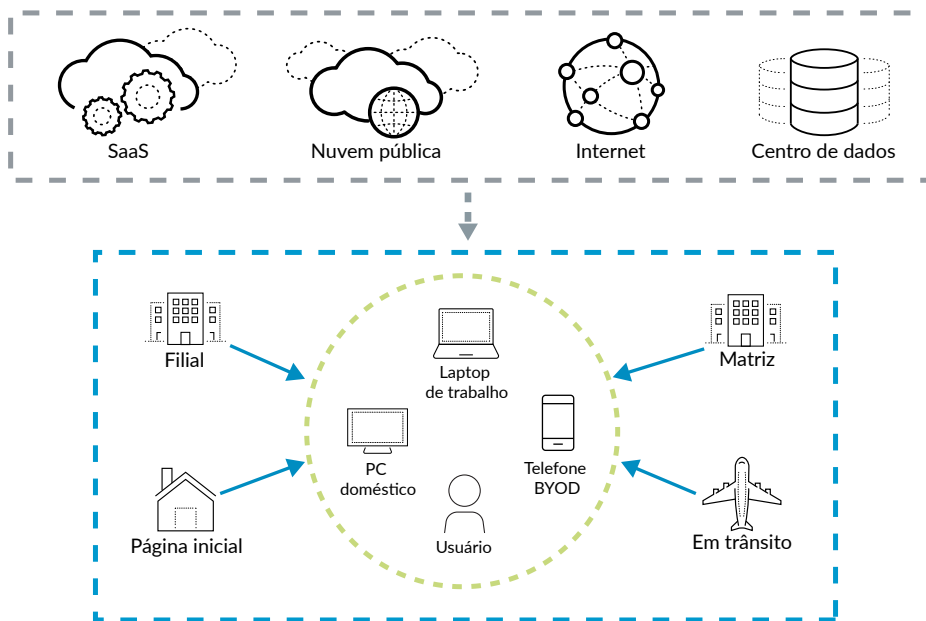 SaaS
Nuvem pública
Internet
Centro de dados
Filial
Laptop
de trabalho
Matriz
PC
doméstico
Telefone
BYOD
Página inicial
Usuário
Em trânsito